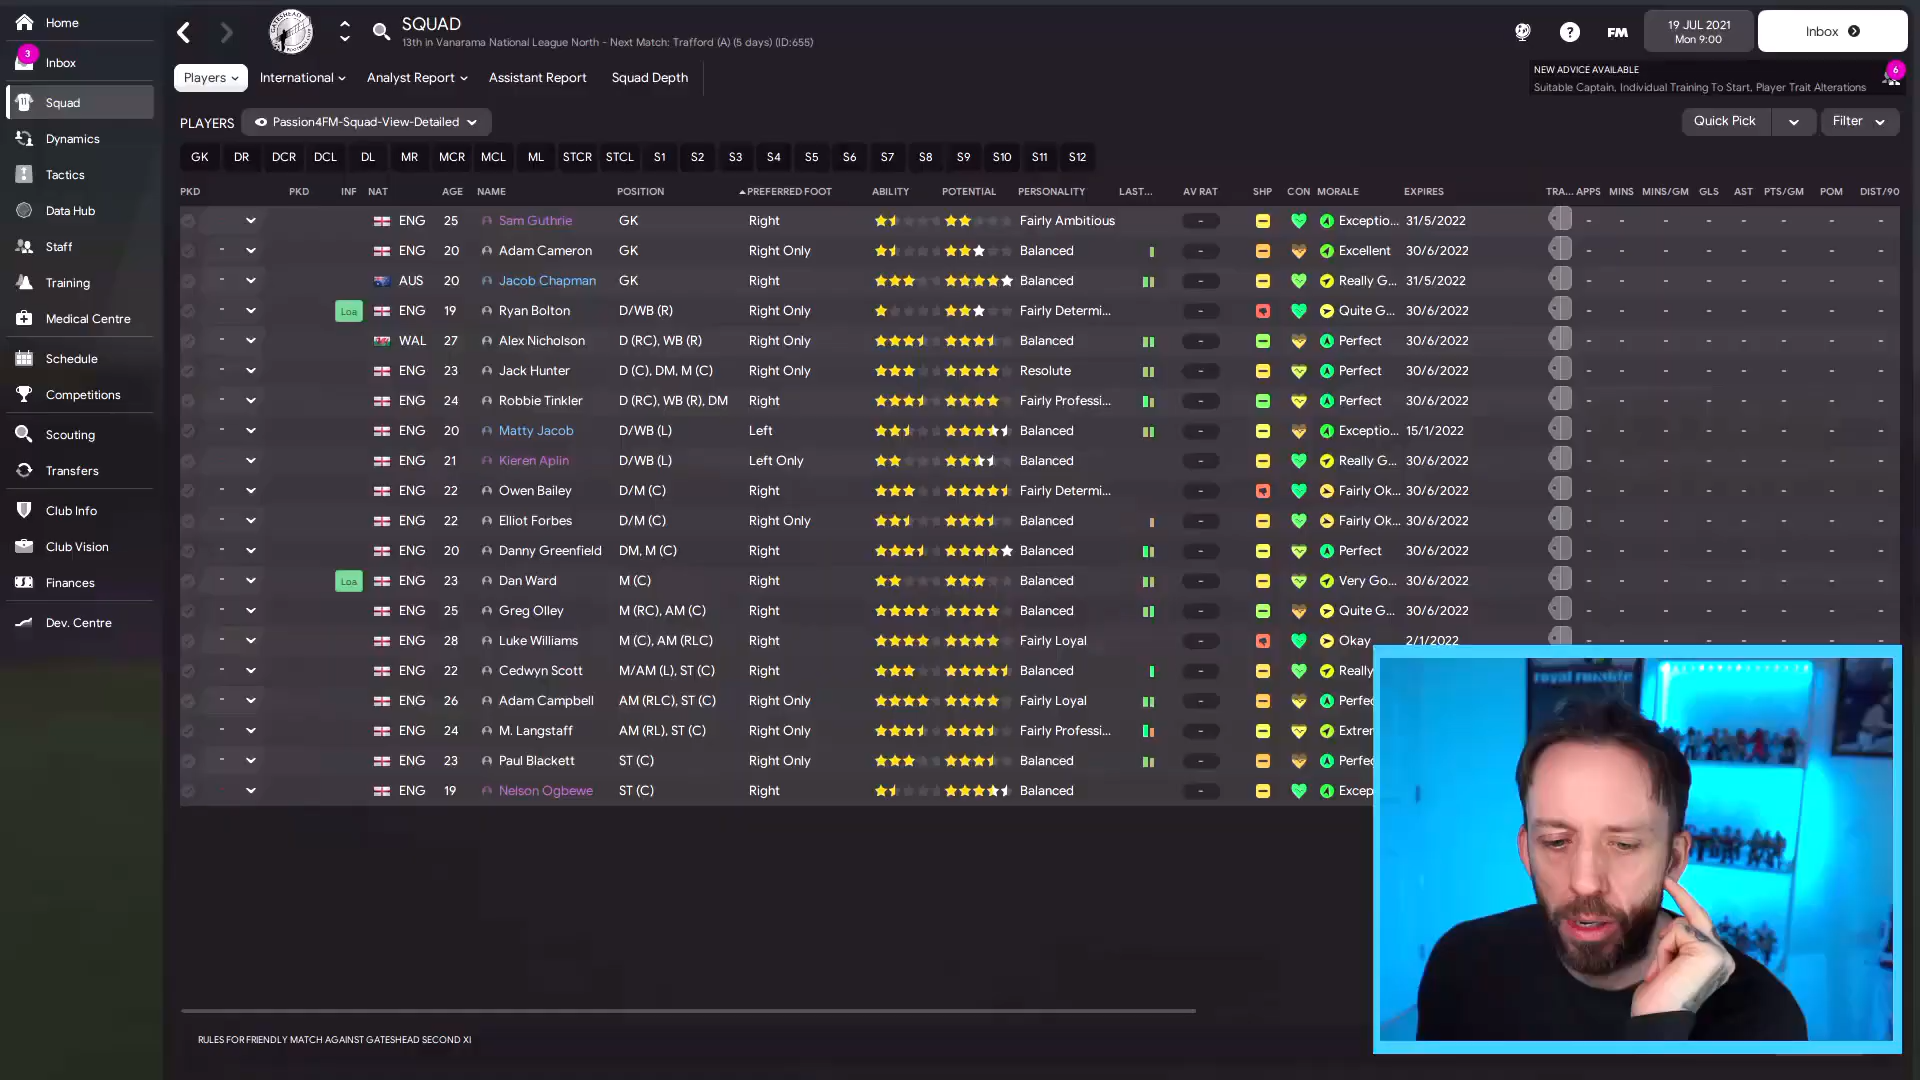 Home
3
Inbox
Squad
Dynamics
Tactics
Data Hub
Staff
Training
Medical Centre
Schedule
Competitions
Scouting
Transfers
Club Info
Club Vision
Finances
Dev. Centre
SQUAD
13th in Vanarama National League North - Next Match: Trafford (A) (5 days) (ID:655)
FM
19 JUL 2021
Mon 9:00
Inbox
Players International Analyst Report Assistant Report Squad Depth
NEW ADVICE AVAILABLE
6
Suitable Captain, Individual Training To Start, Player Trait Alterations
PLAYERS Passion4FM-Squad-View-Detailed Quick Pick Filter
GK DR DCR DCL DL MR MCR MCL ML STCR STCL S1 S2 S3 S4 S5 S6 S7 S8 S9 S10 S11 S12
PKD PKD INF NAT AGE NAME POSITION PREFERRED FOOT ABILITY POTENTIAL PERSONALITY LAST... AV RAT SHP CON MORALE EXPIRES TRA... APPS MINS MINS/GM GLS AST PTS/GM POM DIST/90
ENG 25 Sam Guthrie GK Right Fairly Ambitious - Exceptio... 31/5/2022 - - - - - - - -
- ENG 20 Adam Cameron GK Right Only Balanced - Excellent 30/6/2022 - - - - - - - -
- AUS 20 Jacob Chapman GK Right Balanced - Really G... 31/5/2022 - - - - - - - -
- Loa ENG 19 Ryan Bolton D/WB (R) Right Only Fairly Determi... - Quite G... 30/6/2022 - - - - - - - -
- WAL 27 Alex Nicholson D (RC), WB (R) Right Only Balanced - Perfect 30/6/2022 - - - - - - - -
- ENG 23 Jack Hunter D (C), DM, M (C) Right Only Resolute - Perfect 30/6/2022 - - - - - - - -
- ENG 24 Robbie Tinkler D (RC), WB (R), DM Right Fairly Professi... - Perfect 30/6/2022 - - - - - - - -
- ENG 20 Matty Jacob D/WB (L) Left Balanced - Exceptio... 15/1/2022 - - - - - - - -
ENG 21 Kieren Aplin D/WB (L) Left Only Balanced - Really G... 30/6/2022 - - - - - - - -
- ENG 22 Owen Bailey D/M (C) Right Fairly Determi... - Fairly Ok... 30/6/2022 - - - - - - - -
- ENG 22 Elliot Forbes D/M (C) Right Only Balanced - Fairly Ok... 30/6/2022 - - - - - - - -
- ENG 20 Danny Greenfield DM, M (C) Right Balanced - Perfect 30/6/2022 - - - - - - - -
- Loa ENG 23 Dan Ward M (C) Right Balanced - Very Go... 30/6/2022 - - - - - - - -
- ENG 25 Greg Olley M (RC), AM (C) Right Balanced - Quite G... 30/6/2022 - - - - - - - -
- ENG 28 Luke Williams M (C), AM (RLC) Right Fairly Loyal - Okay 2/1/2022 - - - - - - - -
- ENG 22 Cedwyn Scott M/AM (L), ST (C) Right Balanced - Really
- ENG 26 Adam Campbell AM (RLC), ST (C) Right Only Fairly Loyal - Perfec
- ENG 24 M. Langstaff AM (RL), ST (C) Right Only Fairly Professi... - Extrem
- ENG 23 Paul Blackett ST (C) Right Only Balanced - Perfec
- ENG 19 Nelson Ogbewe ST (C) Right Balanced - Excep
RULES FOR FRIENDLY MATCH AGAINST GATESHEAD SECOND XI